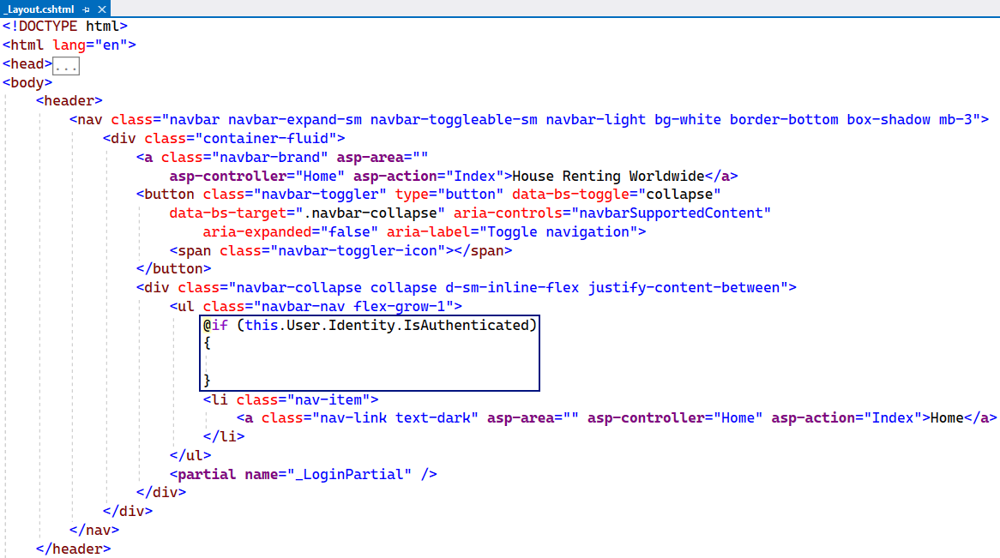 _Layout.cshtml
<!DOCTYPE html>
<html lang="en">
<head>...
<body>
    <header>
        <nav class="navbar navbar-expand-sm navbar-toggleable-sm navbar-light bg-white border-bottom box-shadow mb-3">
            <div class="container-fluid">
                <a class="navbar-brand" asp-area=""
                    asp-controller="Home" asp-action="Index">House Renting Worldwide</a>
                <button class="navbar-toggler" type="button" data-bs-toggle="collapse"
                    data-bs-target=".navbar-collapse" aria-controls="navbarSupportedContent"
                        aria-expanded="false" aria-label="Toggle navigation">
                    <span class="navbar-toggler-icon"></span>
                </button>
                <div class="navbar-collapse collapse d-sm-inline-flex justify-content-between">
                    <ul class="navbar-nav flex-grow-1">
                        @if (this.User.Identity.IsAuthenticated)
                        {
                        }
                        <li class="nav-item">
                            <a class="nav-link text-dark" asp-area="" asp-controller="Home" asp-action="Index">Home</a>
                        </li>
                    </ul>
                    <partial name="_LoginPartial" />
                </div>
            </div>
        </nav>
    </header>